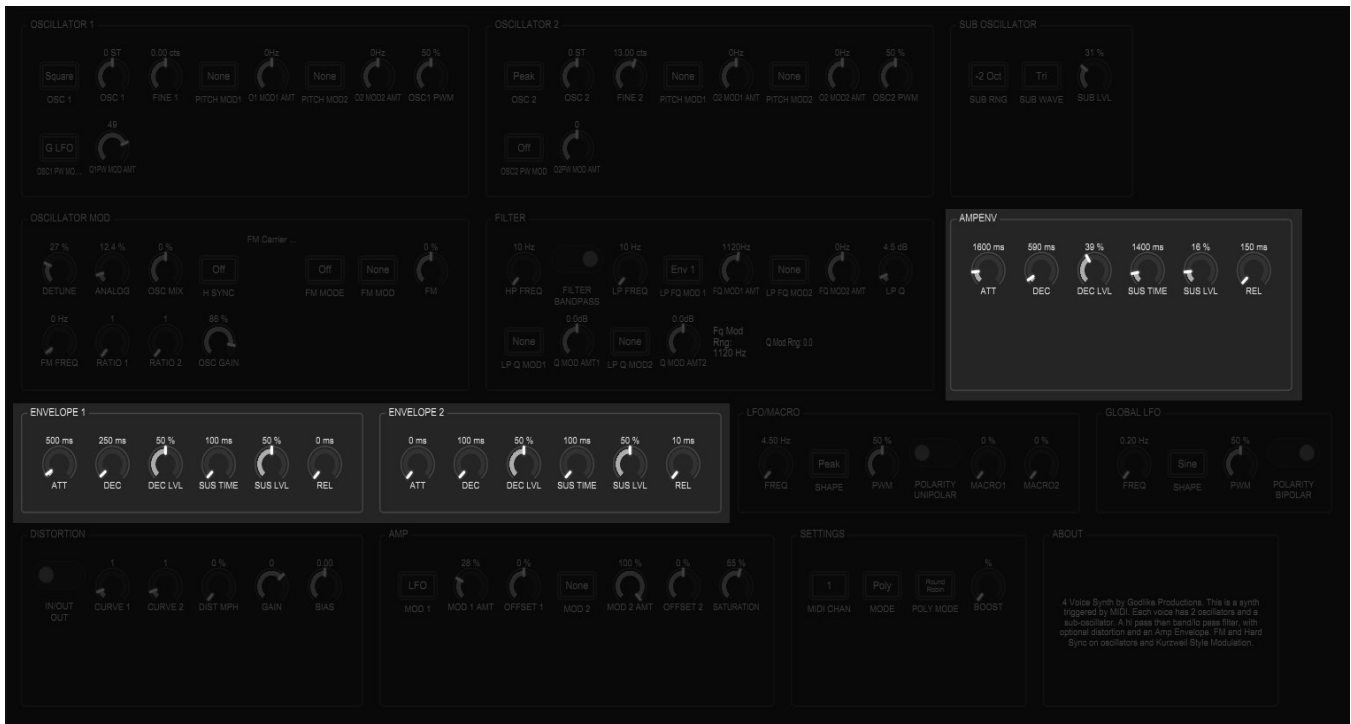 OSCILLATOR 1
0 ST 0.00 cts 0Hz 0Hz 50 %
Square None None
OSC 1 OSC 1 FINE 1 PITCH MOD1 O1 MOD1 AMT PITCH MOD2 O2 MOD2 AMT OSC1 PWM
49
G LFO
OSC1 PW MO... O1PW MOD AMT
OSCILLATOR 2
0 ST 13.00 cts 0Hz 0Hz 50 %
Peak None None
OSC 2 OSC 2 FINE 2 PITCH MOD1 O2 MOD1 AMT PITCH MOD2 O2 MOD2 AMT OSC2 PWM
0
Off
OSC2 PW MOD O2PW MOD AMT
SUB OSCILLATOR
31 %
-2 Oct Tri
SUB RNG SUB WAVE SUB LVL
OSCILLATOR MOD
FM Carrier ...
27 % 12.4 % 0 % 0 %
Off Off None
DETUNE ANALOG OSC MIX H SYNC FM MODE FM MOD FM
0 Hz 1 1 86 %
FM FREQ RATIO 1 RATIO 2 OSC GAIN
FILTER
10 Hz 10 Hz 1120Hz 0Hz 4.5 dB
Env 1 None
HP FREQ FILTER LP FREQ LP FQ MOD 1 FQ MOD1 AMT LP FQ MOD2 FQ MOD2 AMT LP Q
BANDPASS
0.0dB 0.0dB
None None
LP Q MOD1 Q MOD AMT1 LP Q MOD2 Q MOD AMT2
Fq Mod
Rng:
1120 Hz
Q Mod Rng:0.0
AMPENV
1600 ms 590 ms 39 % 1400 ms 16 % 150 ms
ATT DEC DEC LVL SUS TIME SUS LVL REL
ENVELOPE 1
500 ms 250 ms 50 % 100 ms 50 % 0 ms
ATT DEC DEC LVL SUS TIME SUS LVL REL
ENVELOPE 2
0 ms 100 ms 50 % 100 ms 50 % 10 ms
ATT DEC DEC LVL SUS TIME SUS LVL REL
LFO/MACRO
4.50 Hz 50 % 0 % 0 %
Peak
FREQ SHAPE PWM POLARITY MACRO1 MACRO2
UNIPOLAR
GLOBAL LFO
0.20 Hz 50 %
Sine
FREQ SHAPE PWM POLARITY
BIPOLAR
DISTORTION
1 1 0 % 0 0.00
IN/OUT CURVE 1 CURVE 2 DIST MPH GAIN BIAS
OUT
AMP
28 % 0 % 100 % 0 % 55 %
LFO None
MOD 1 MOD 1 AMT OFFSET 1 MOD 2 MOD 2 AMT OFFSET 2 SATURATION
SETTINGS
%
1 Poly Round
Robin
MIDI CHAN MODE POLY MODE BOOST
ABOUT
4 Voice Synth by Godlike Productions. This is a synth
triggered by MIDI. Each voice has 2 oscillators and a
sub-oscillator. A hi pass then band/lo pass filter, with
optional distortion and an Amp Envelope. FM and Hard
Sync on oscillators and Kurzweil Style Modulation.